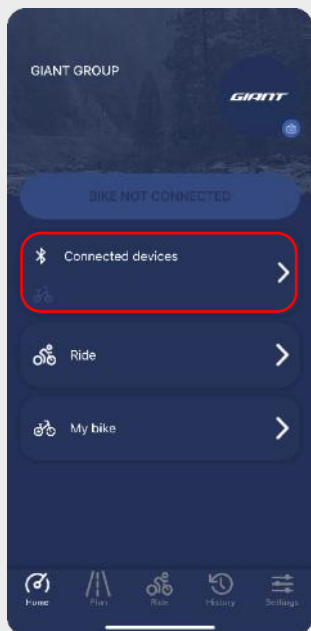 GIANT GROUP
GIANT
BIKE NOT CONNECTED
Connected devices
Ride
My bike
Home
Plan
Ride
History
Settings